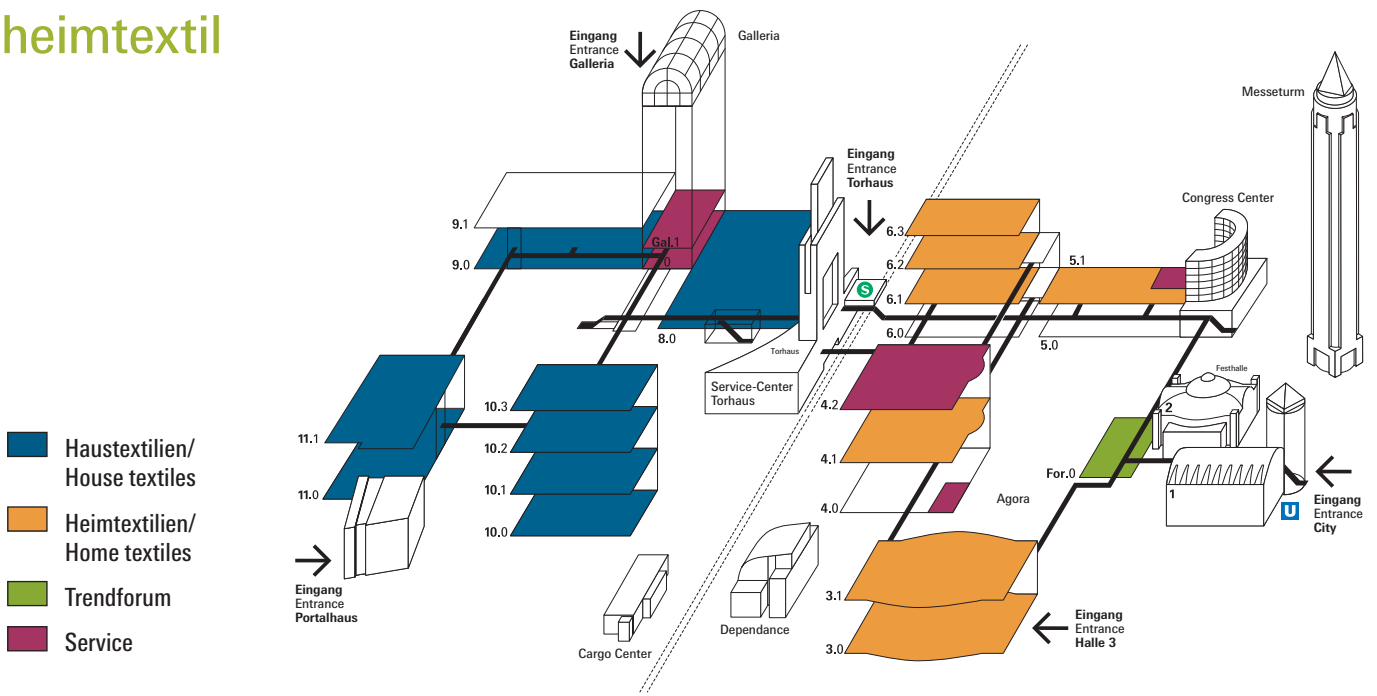 heimtextil
Eingang
Entrance
Galleria
Galleria
Messeturm
Eingang
Entrance
Torhaus
Congress Center
9.1
9.0
Gal.1
.0
8.0
S
6.3
6.2
6.1
6.0
5.1
5.0
Torhaus
Service-Center
Torhaus
Festhalle
2
1
11.1
11.0
10.3
10.2
10.1
10.0
4.2
4.1
4.0
For.0
Agora
U
Eingang
Entrance
City
Haustextilien/
House textiles
Heimtextilien/
Home textiles
Trendforum
Service
Eingang
Entrance
Portalhaus
Cargo Center
Dependance
3.1
3.0
Eingang
Entrance
Halle 3